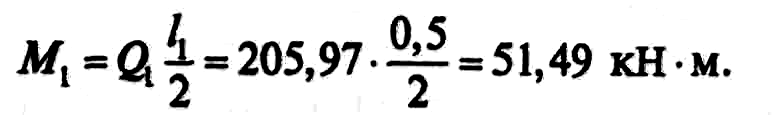 M₁ = Q₁ l₁/2 = 205,97 · 0,5/2 = 51,49 кН · м.